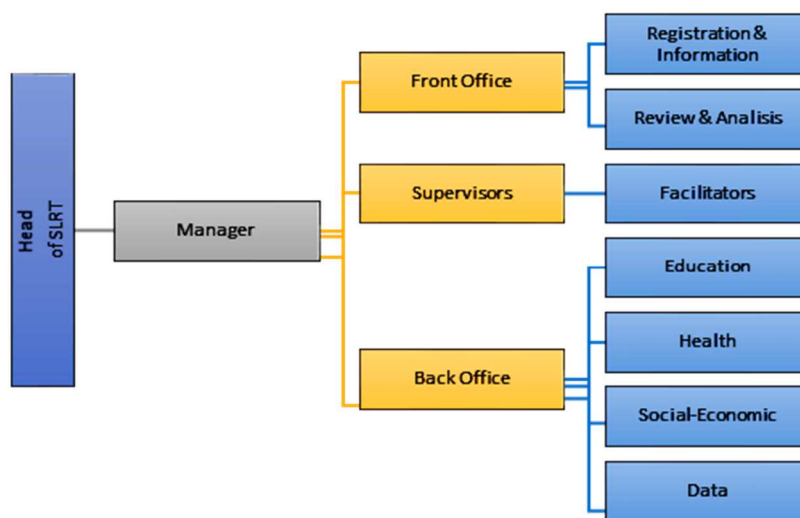 Head
of SLRT
Manager
Front Office
Supervisors
Back Office
Registration &
Information
Review & Analisis
Facilitators
Education
Health
Social-Economic
Data